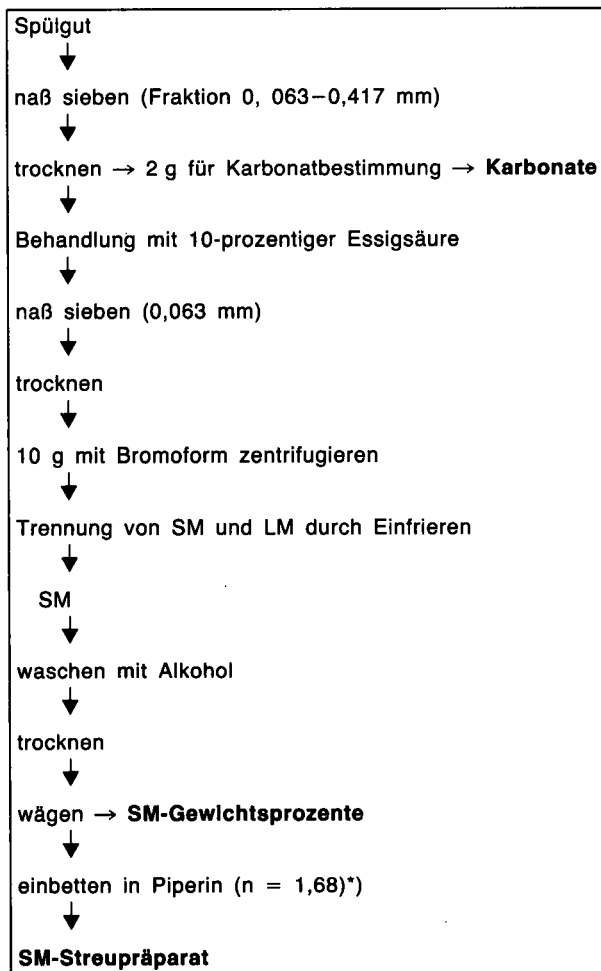 Spülgut
naß sieben (Fraktion 0, 063–0,417 mm)
trocknen → 2 g für Karbonatbestimmung → Karbonate
Behandlung mit 10-prozentiger Essigsäure
naß sieben (0,063 mm)
trocknen
10 g mit Bromoform zentrifugieren
Trennung von SM und LM durch Einfrieren
SM
waschen mit Alkohol
trocknen
wägen → SM-Gewichtsprozente
einbetten in Piperin (n = 1,68)*)
SM-Streupräparat